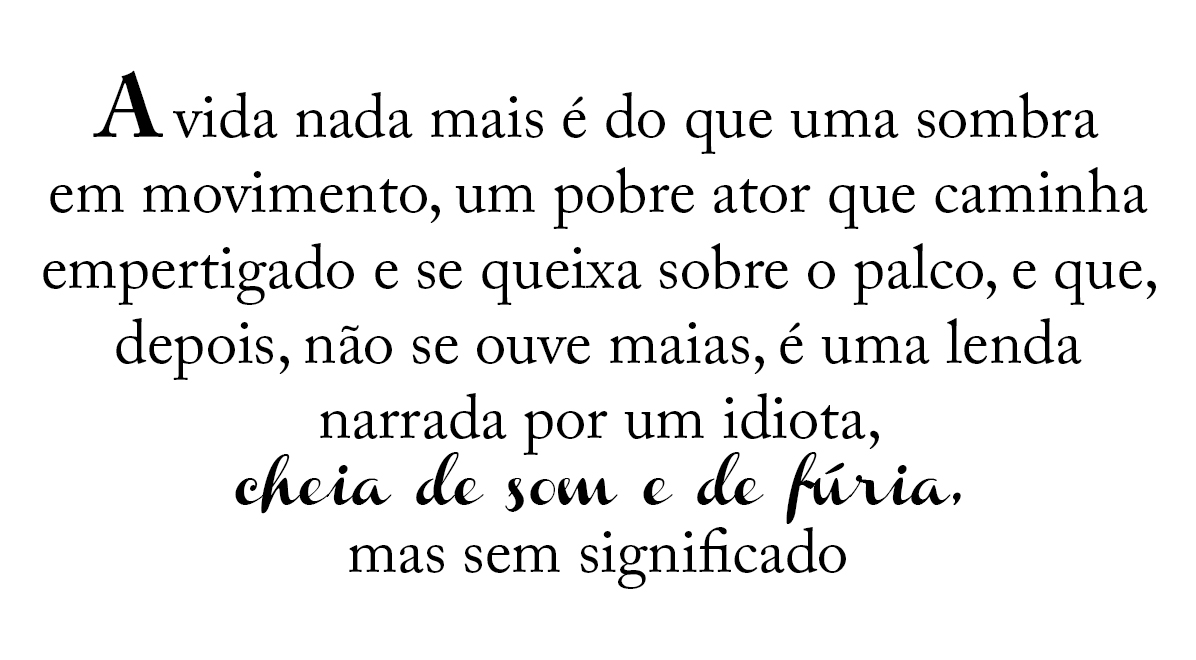 A vida nada mais é do que uma sombra
em movimento, um pobre ator que caminha
empertigado e se queixa sobre o palco, e que,
depois, não se ouve maias, é uma lenda
narrada por um idiota,
cheia de som e de fúria,
mas sem significado